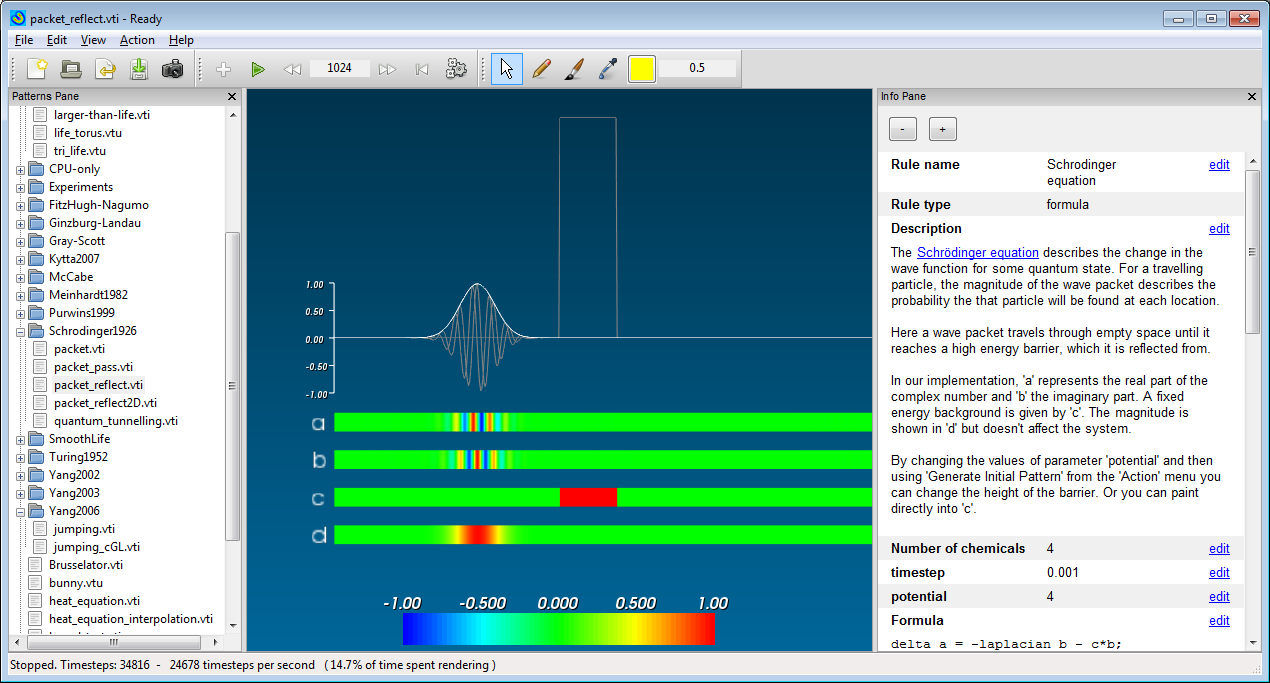 packet_reflect.vti - Ready
File Edit View Action Help
1024
0.5
Patterns Pane
larger-than-life.vti
life_torus.vtu
tri_life.vtu
CPU-only
Experiments
FitzHugh-Nagumo
Ginzburg-Landau
Gray-Scott
Kytta2007
McCabe
Meinhardt1982
Purwins1999
Schrodinger1926
packet.vti
packet_pass.vti
packet_reflect.vti
packet_reflect2D.vti
quantum_tunnelling.vti
SmoothLife
Turing1952
Yang2002
Yang2003
Yang2006
jumping.vti
jumping_cGL.vti
Brusselator.vti
bunny.vtu
heat_equation.vti
heat_equation_interpolation.vti
1.00
0.50
0.00
-0.50
-1.00
a
b
c
d
-1.00 -0.500 0.000 0.500 1.00
Info Pane
- +
Rule name Schrodinger equation edit
Rule type formula
Description edit
The Schrödinger equation describes the change in the
wave function for some quantum state. For a travelling
particle, the magnitude of the wave packet describes the
probability the that particle will be found at each location.
Here a wave packet travels through empty space until it
reaches a high energy barrier, which it is reflected from.
In our implementation, 'a' represents the real part of the
complex number and 'b' the imaginary part. A fixed
energy background is given by 'c'. The magnitude is
shown in 'd' but doesn't affect the system.
By changing the values of parameter 'potential' and then
using 'Generate Initial Pattern' from the 'Action' menu you
can change the height of the barrier. Or you can paint
directly into 'c'.
Number of chemicals 4 edit
timestep 0.001 edit
potential 4 edit
Formula edit
delta a = -laplacian b - c*b;
Stopped. Timesteps: 34816 - 24678 timesteps per second (14.7% of time spent rendering )